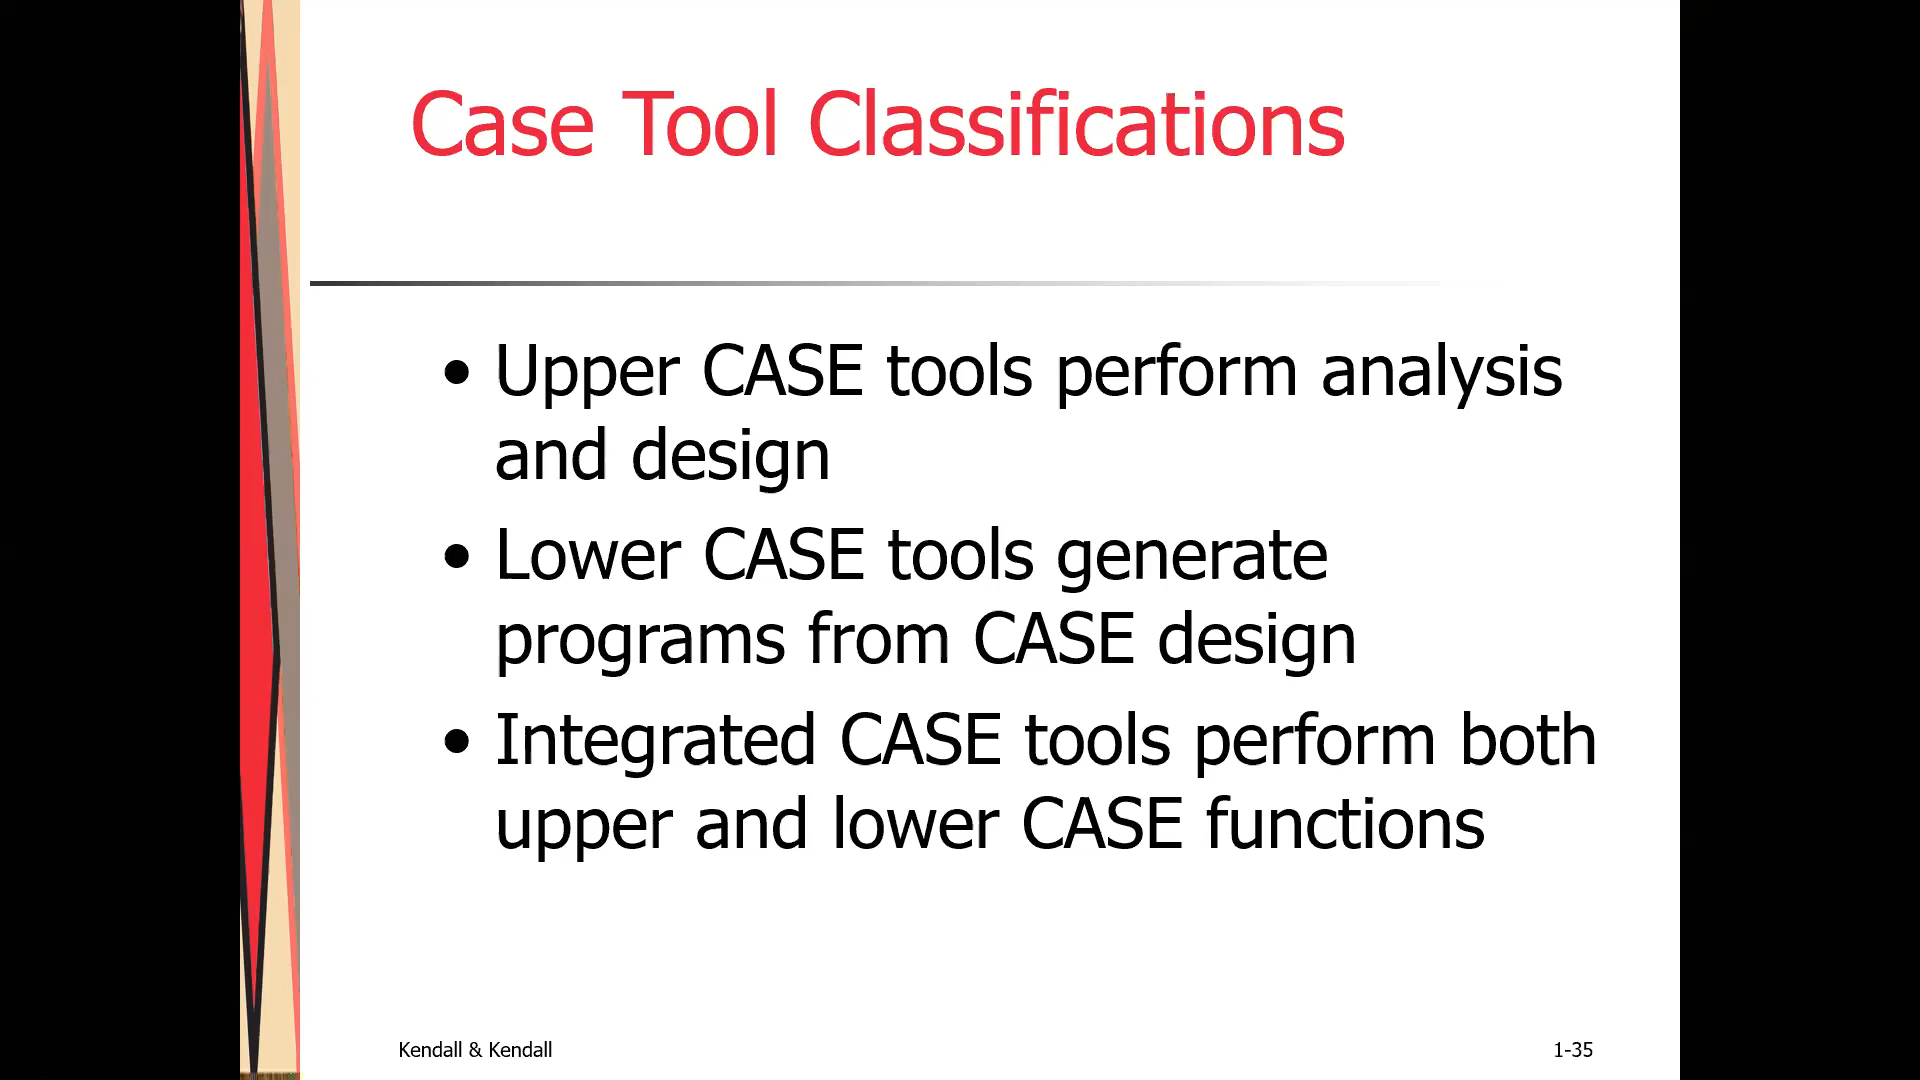 Case Tool Classifications
• Upper CASE tools perform analysis
and design
• Lower CASE tools generate
programs from CASE design
• Integrated CASE tools perform both
upper and lower CASE functions
Kendall & Kendall
1-35